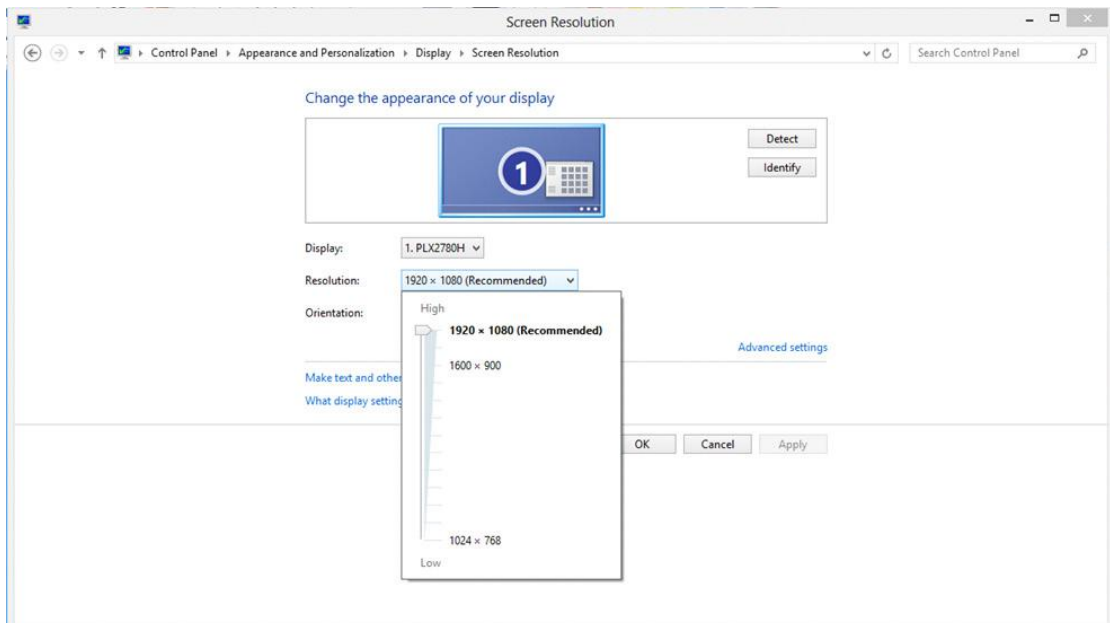 Screen Resolution
Control Panel Appearance and Personalization Display Screen Resolution
Search Control Panel
Change the appearance of your display
1
Detect
Identify
Display: 1. PLX2780H
Resolution: 1920 × 1080 (Recommended)
Orientation:
High
1920 × 1080 (Recommended)
Advanced settings
1600 × 900
Make text and other
What display setting
OK Cancel Apply
1024 × 768
Low